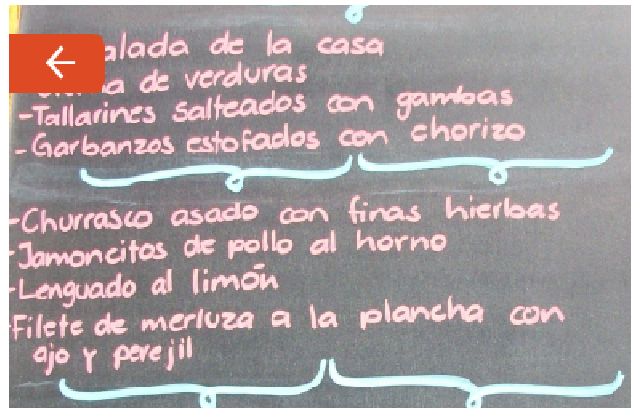 alada de la casa
a de verduras
-Tallarines salteados con gambas
-Garbanzos estofados con chorizo
-Churrasco asado con finas hierbas
-Jamoncitos de pollo al horno
-Lenguado al limón
Filete de merluza a la plancha con
ajo y perejil